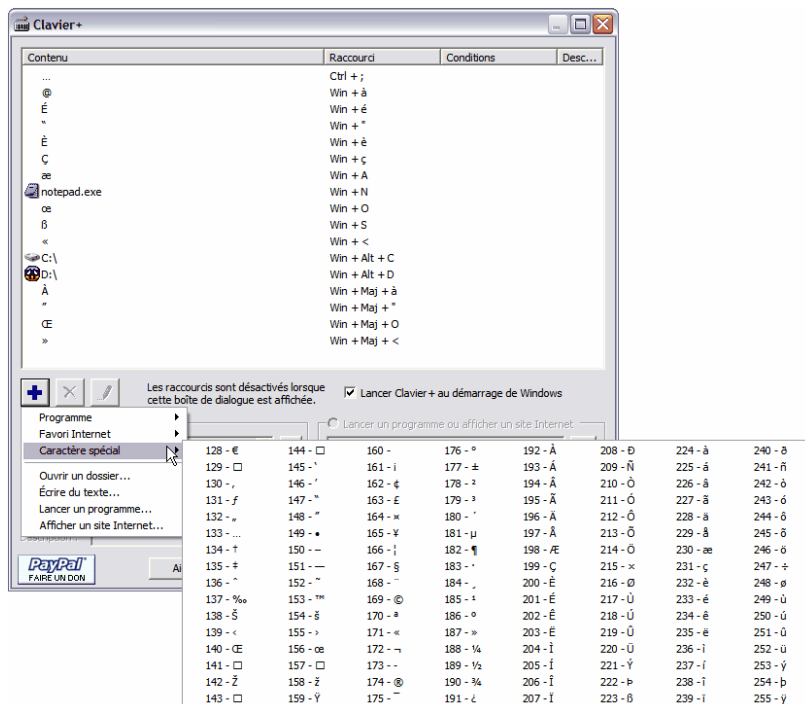 Clavier+
Contenu Raccourci Conditions Desc...
... Ctrl + ;
@ Win + à
É Win + é
“ Win + "
È Win + è
Ç Win + ç
æ Win + A
notepad.exe Win + N
œ Win + O
ß Win + S
« Win + <
C:\ Win + Alt + C
D:\ Win + Alt + D
À Win + Maj + à
” Win + Maj + "
Œ Win + Maj + O
» Win + Maj + <
Les raccourcis sont désactivés lorsque
cette boîte de dialogue est affichée.
Lancer Clavier+ au démarrage de Windows
Lancer un programme ou afficher un site Internet
Programme
Favori Internet
Caractère spécial
Ouvrir un dossier...
Écrire du texte...
Lancer un programme...
Afficher un site Internet...
Description :
PayPal
FAIRE UN DON
Ai
128 - € 144 - □ 160 - 176 - ° 192 - À 208 - Ð 224 - à 240 - ð
129 - □ 145 - ‘ 161 - ¡ 177 - ± 193 - Á 209 - Ñ 225 - á 241 - ñ
130 - ‚ 146 - ’ 162 - ¢ 178 - ² 194 - Â 210 - Ò 226 - â 242 - ò
131 - ƒ 147 - “ 163 - £ 179 - ³ 195 - Ã 211 - Ó 227 - ã 243 - ó
132 - „ 148 - ” 164 - ¤ 180 - ´ 196 - Ä 212 - Ô 228 - ä 244 - ô
133 - … 149 - • 165 - ¥ 181 - µ 197 - Å 213 - Õ 229 - å 245 - õ
134 - † 150 - – 166 - ¦ 182 - ¶ 198 - Æ 214 - Ö 230 - æ 246 - ö
135 - ‡ 151 - — 167 - § 183 - · 199 - Ç 215 - × 231 - ç 247 - ÷
136 - ˆ 152 - ˜ 168 - ¨ 184 - ¸ 200 - È 216 - Ø 232 - è 248 - ø
137 - ‰ 153 - ™ 169 - © 185 - ¹ 201 - É 217 - Ù 233 - é 249 - ù
138 - Š 154 - š 170 - ª 186 - º 202 - Ê 218 - Ú 234 - ê 250 - ú
139 - ‹ 155 - › 171 - « 187 - » 203 - Ë 219 - Û 235 - ë 251 - û
140 - Œ 156 - œ 172 - ¬ 188 - ¼ 204 - Ì 220 - Ü 236 - ì 252 - ü
141 - □ 157 - □ 173 - - 189 - ½ 205 - Í 221 - Ý 237 - í 253 - ý
142 - Ž 158 - ž 174 - ® 190 - ¾ 206 - Î 222 - Þ 238 - î 254 - þ
143 - □ 159 - Ÿ 175 - ¯ 191 - ¿ 207 - Ï 223 - ß 239 - ï 255 - ÿ